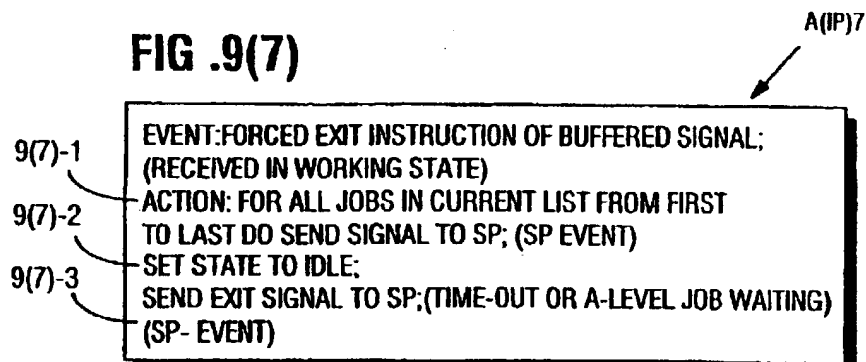 A(IP)7
FIG .9(7)
EVENT:FORCED EXIT INSTRUCTION OF BUFFERED SIGNAL;
(RECEIVED IN WORKING STATE)
9(7)-1
ACTION: FOR ALL JOBS IN CURRENT LIST FROM FIRST
9(7)-2
TO LAST DO SEND SIGNAL TO SP; (SP EVENT)
SET STATE TO IDLE;
9(7)-3
SEND EXIT SIGNAL TO SP;(TIME-OUT OR A-LEVEL JOB WAITING)
(SP- EVENT)